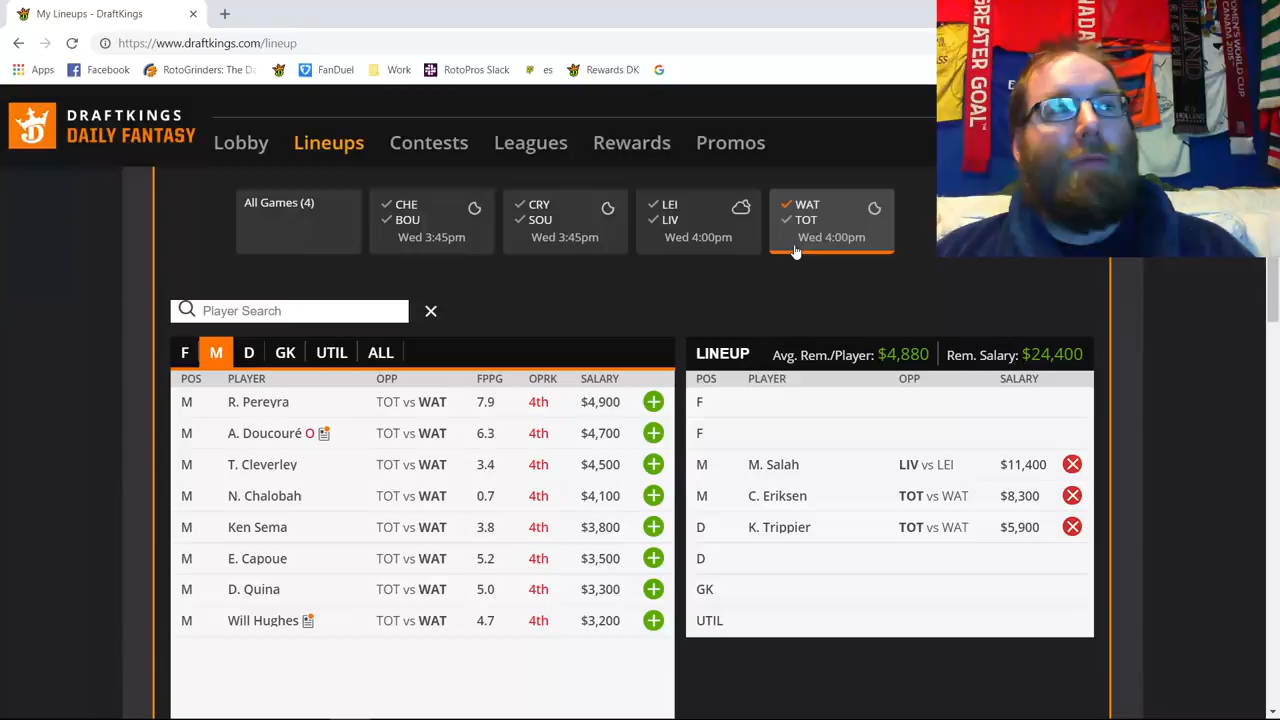 My Lineups - DraftKings
https://www.draftkings.com/lineup
Apps Facebook RotoGrinders: The Da FanDuel Work RotoPros Slack es Rewards DK
DRAFTKINGS
DAILY FANTASY
Lobby Lineups Contests Leagues Rewards Promos
All Games (4)
CHE
BOU
Wed 3:45pm
CRY
SOU
Wed 3:45pm
LEI
LIV
Wed 4:00pm
WAT
TOT
Wed 4:00pm
Player Search
F M D GK UTIL ALL
POS PLAYER OPP FPPG OPRK SALARY
M R. Pereyra TOT vs WAT 7.9 4th $4,900
M A. Doucouré O TOT vs WAT 6.3 4th $4,700
M T. Cleverley TOT vs WAT 3.4 4th $4,500
M N. Chalobah TOT vs WAT 0.7 4th $4,100
M Ken Sema TOT vs WAT 3.8 4th $3,800
M E. Capoue TOT vs WAT 5.2 4th $3,500
M D. Quina TOT vs WAT 5.0 4th $3,300
M Will Hughes TOT vs WAT 4.7 4th $3,200
LINEUP Avg. Rem./Player: $4,880 Rem. Salary: $24,400
POS PLAYER OPP SALARY
F
F
M M. Salah LIV vs LEI $11,400
M C. Eriksen TOT vs WAT $8,300
D K. Trippier TOT vs WAT $5,900
D
GK
UTIL
GREATER GOAL™
WOMEN'S WORLD CUP
CANADA 2015